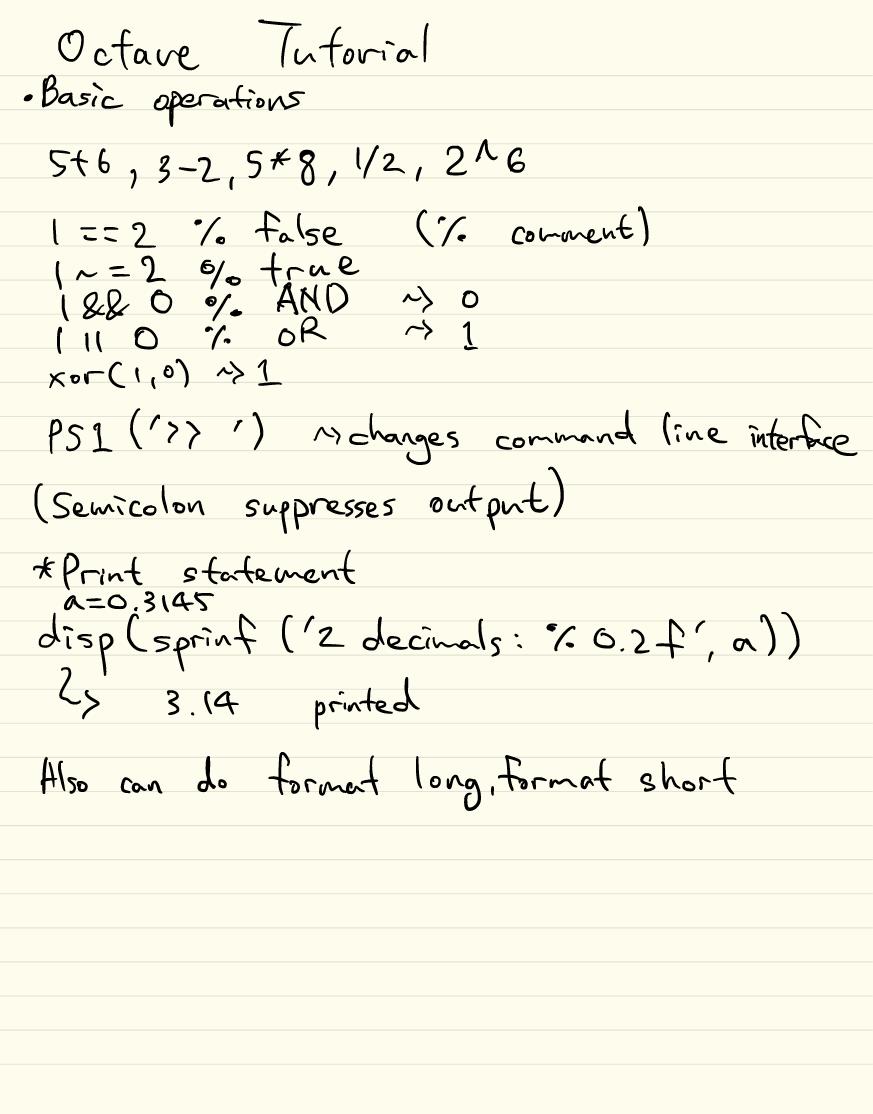 Octave Tutorial
• Basic operations
5+6, 3-2, 5*8, 1/2, 2^6
1 == 2 % false (% comment)
1 ~= 2 % true
1 && 0 % AND ⇝ 0
1 || 0 % OR ⇝ 1
xor(1,0) ⇝ 1
PS1('>> ') ⇝ changes command line interface
(Semicolon suppresses output)
*Print statement
a=0.3145
disp(sprinf('2 decimals: %0.2f', a))
↳ 3.14 printed
Also can do format long, format short